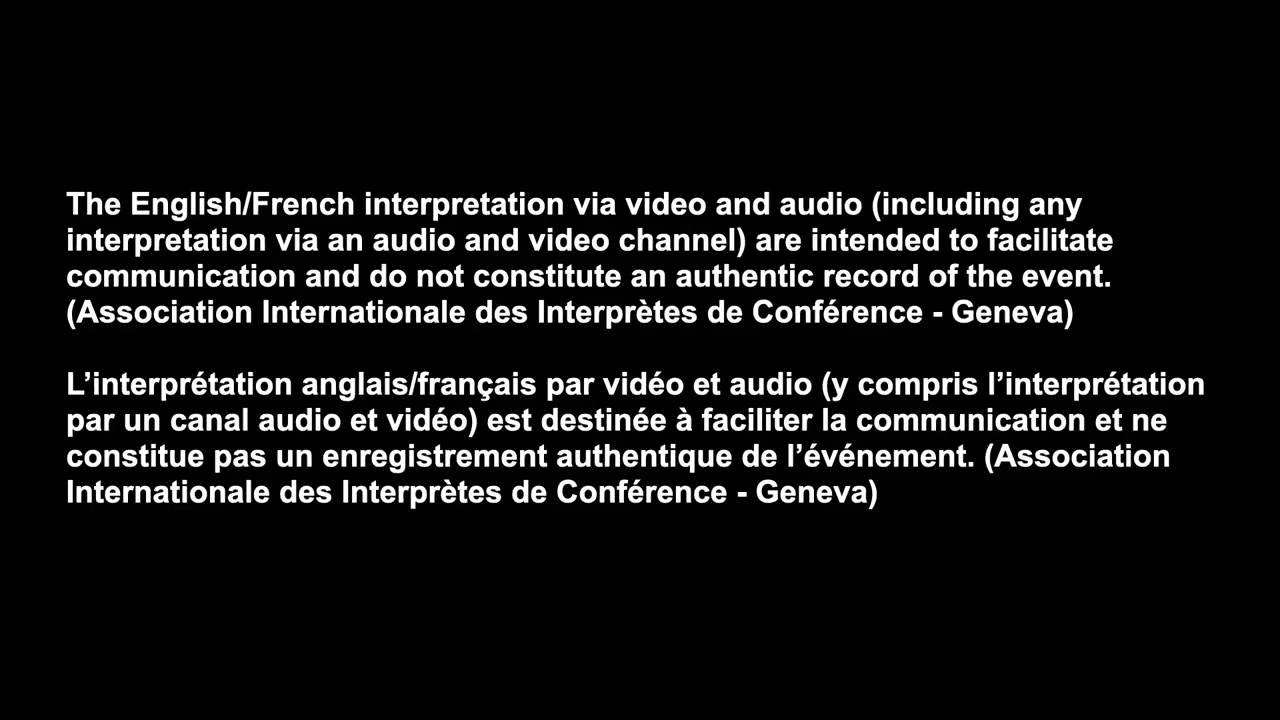 The English/French interpretation via video and audio (including any
interpretation via an audio and video channel) are intended to facilitate
communication and do not constitute an authentic record of the event.
(Association Internationale des Interprètes de Conférence - Geneva)
L’interprétation anglais/français par vidéo et audio (y compris l’interprétation
par un canal audio et vidéo) est destinée à faciliter la communication et ne
constitue pas un enregistrement authentique de l’événement. (Association
Internationale des Interprètes de Conférence - Geneva)